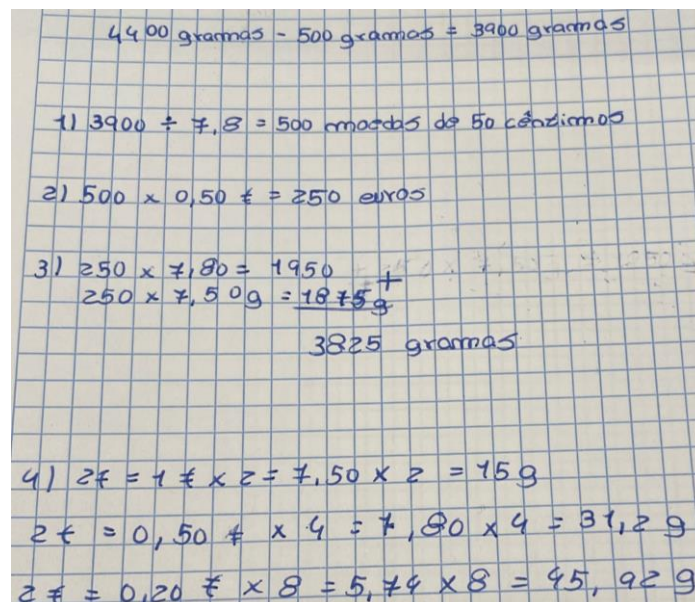 4400 gramas - 500 gramas = 3900 gramas
1) 3900 ÷ 7,8 = 500 moedas de 50 cêntimos
2) 500 x 0,50 € = 250 euros
3) 250 x 7,80 = 1950 +
250 x 7,50g = 1875g
3825 gramas
4) 2€ = 1 € x 2 = 7,50 x 2 = 15g
2€ = 0,50 € x 4 = 7,80 x 4 = 31,2 g
2€ = 0,20 € x 8 = 5,74 x 8 = 45,92 g